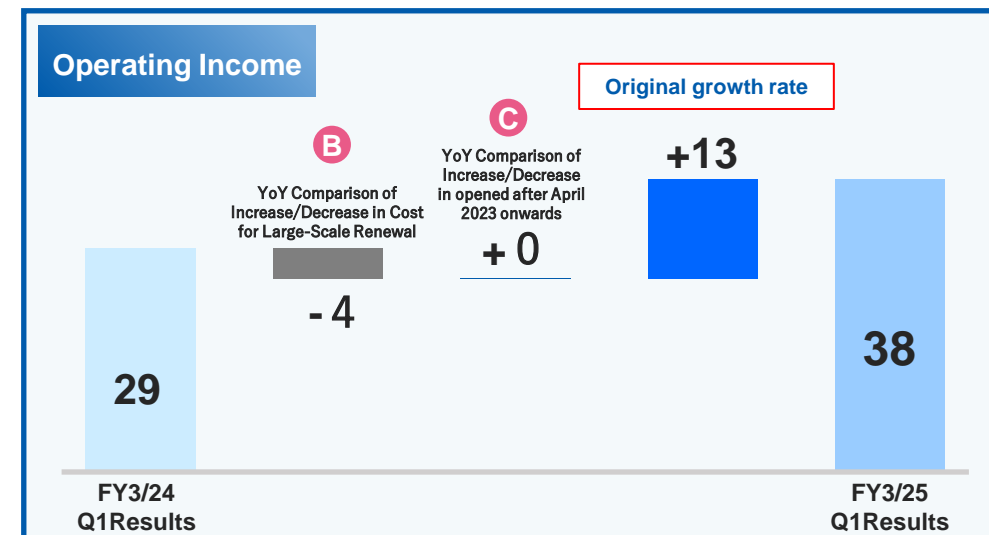 Operating Income
Original growth rate
B
YoY Comparison of
Increase/Decrease in Cost
for Large-Scale Renewal
- 4
C
YoY Comparison of
Increase/Decrease
in opened after April
2023 onwards
+ 0
+13
29
38
FY3/24
Q1Results
FY3/25
Q1Results